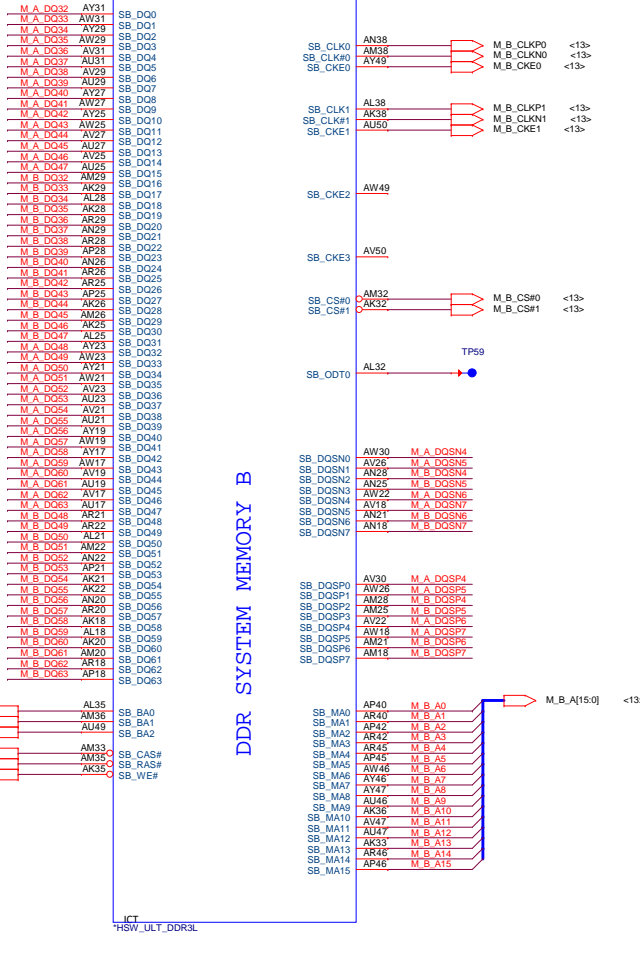 M_A_DQ32 AY31 SB_DQ0
M_A_DQ33 AW31 SB_DQ1
M_A_DQ34 AY29 SB_DQ2
M_A_DQ35 AW29 SB_DQ3
M_A_DQ36 AV31 SB_DQ4
M_A_DQ37 AU31 SB_DQ5
M_A_DQ38 AV29 SB_DQ6
M_A_DQ39 AU29 SB_DQ7
M_A_DQ40 AY27 SB_DQ8
M_A_DQ41 AW27 SB_DQ9
M_A_DQ42 AY25 SB_DQ10
M_A_DQ43 AW25 SB_DQ11
M_A_DQ44 AV27 SB_DQ12
M_A_DQ45 AU27 SB_DQ13
M_A_DQ46 AV25 SB_DQ14
M_A_DQ47 AU25 SB_DQ15
M_B_DQ32 AM29 SB_DQ16
M_B_DQ33 AK29 SB_DQ17
M_B_DQ34 AL28 SB_DQ18
M_B_DQ35 AK28 SB_DQ19
M_B_DQ36 AR29 SB_DQ20
M_B_DQ37 AN29 SB_DQ21
M_B_DQ38 AR28 SB_DQ22
M_B_DQ39 AP28 SB_DQ23
M_B_DQ40 AN26 SB_DQ24
M_B_DQ41 AR26 SB_DQ25
M_B_DQ42 AR25 SB_DQ26
M_B_DQ43 AP25 SB_DQ27
M_B_DQ44 AK26 SB_DQ28
M_B_DQ45 AM26 SB_DQ29
M_B_DQ46 AK25 SB_DQ30
M_B_DQ47 AL25 SB_DQ31
M_A_DQ48 AY23 SB_DQ32
M_A_DQ49 AW23 SB_DQ33
M_A_DQ50 AY21 SB_DQ34
M_A_DQ51 AW21 SB_DQ35
M_A_DQ52 AV23 SB_DQ36
M_A_DQ53 AU23 SB_DQ37
M_A_DQ54 AV21 SB_DQ38
M_A_DQ55 AU21 SB_DQ39
M_A_DQ56 AY19 SB_DQ40
M_A_DQ57 AW19 SB_DQ41
M_A_DQ58 AY17 SB_DQ42
M_A_DQ59 AW17 SB_DQ43
M_A_DQ60 AV19 SB_DQ44
M_A_DQ61 AU19 SB_DQ45
M_A_DQ62 AV17 SB_DQ46
M_A_DQ63 AU17 SB_DQ47
M_B_DQ48 AR21 SB_DQ48
M_B_DQ49 AR22 SB_DQ49
M_B_DQ50 AL21 SB_DQ50
M_B_DQ51 AM22 SB_DQ51
M_B_DQ52 AN22 SB_DQ52
M_B_DQ53 AP21 SB_DQ53
M_B_DQ54 AK21 SB_DQ54
M_B_DQ55 AK22 SB_DQ55
M_B_DQ56 AN20 SB_DQ56
M_B_DQ57 AR20 SB_DQ57
M_B_DQ58 AK18 SB_DQ58
M_B_DQ59 AL18 SB_DQ59
M_B_DQ60 AK20 SB_DQ60
M_B_DQ61 AM20 SB_DQ61
M_B_DQ62 AR18 SB_DQ62
M_B_DQ63 AP18 SB_DQ63
AL35 SB_BA0
AM36 SB_BA1
AU49 SB_BA2
AM33 SB_CAS#
AM35 SB_RAS#
AK35 SB_WE#
DDR SYSTEM MEMORY B
SB_CLK0 AN38 M_B_CLKP0 <13>
SB_CLK#0 AM38 M_B_CLKN0 <13>
SB_CKE0 AY49 M_B_CKE0 <13>
SB_CLK1 AL38 M_B_CLKP1 <13>
SB_CLK#1 AK38 M_B_CLKN1 <13>
SB_CKE1 AU50 M_B_CKE1 <13>
SB_CKE2 AW49
SB_CKE3 AV50
SB_CS#0 AM32 M_B_CS#0 <13>
SB_CS#1 AK32 M_B_CS#1 <13>
TP59
SB_ODT0 AL32
SB_DQSN0 AW30 M_A_DQSN4
SB_DQSN1 AV26 M_A_DQSN5
SB_DQSN2 AN28 M_B_DQSN4
SB_DQSN3 AN25 M_B_DQSN5
SB_DQSN4 AW22 M_A_DQSN6
SB_DQSN5 AV18 M_A_DQSN7
SB_DQSN6 AN21 M_B_DQSN6
SB_DQSN7 AN18 M_B_DQSN7
SB_DQSP0 AV30 M_A_DQSP4
SB_DQSP1 AW26 M_A_DQSP5
SB_DQSP2 AM28 M_B_DQSP4
SB_DQSP3 AM25 M_B_DQSP5
SB_DQSP4 AV22 M_A_DQSP6
SB_DQSP5 AW18 M_A_DQSP7
SB_DQSP6 AM21 M_B_DQSP6
SB_DQSP7 AM18 M_B_DQSP7
M_B_A[15:0] <13
SB_MA0 AP40 M_B_A0
SB_MA1 AR40 M_B_A1
SB_MA2 AP42 M_B_A2
SB_MA3 AR42 M_B_A3
SB_MA4 AR45 M_B_A4
SB_MA5 AP45 M_B_A5
SB_MA6 AW46 M_B_A6
SB_MA7 AY46 M_B_A7
SB_MA8 AY47 M_B_A8
SB_MA9 AU46 M_B_A9
SB_MA10 AK36 M_B_A10
SB_MA11 AV47 M_B_A11
SB_MA12 AU47 M_B_A12
SB_MA13 AK33 M_B_A13
SB_MA14 AR46 M_B_A14
SB_MA15 AP46 M_B_A15
ICT
*HSW_ULT_DDR3L